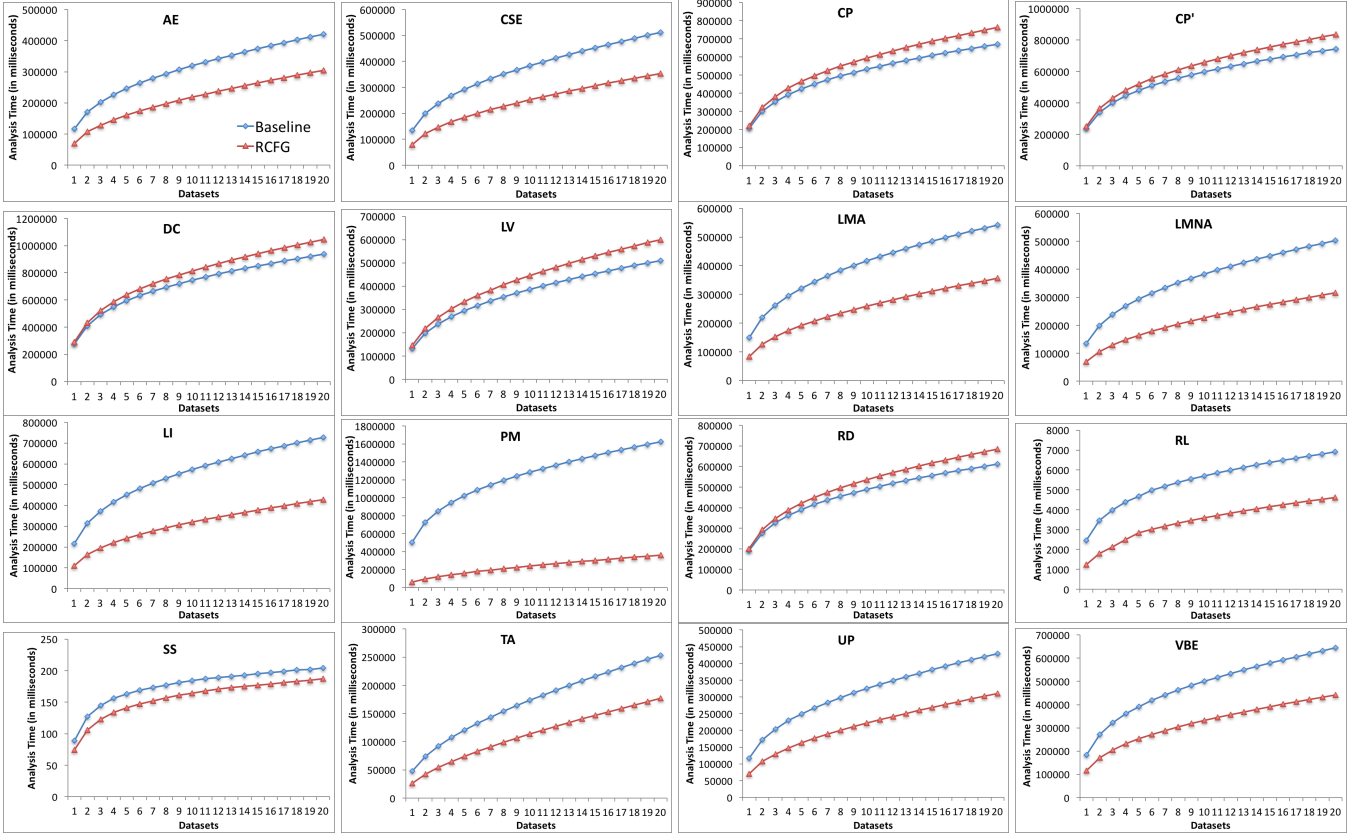 AE
Analysis Time (in milliseconds)
500000
400000
300000
200000
100000
0
Baseline
RCFG
1 2 3 4 5 6 7 8 9 10 11 12 13 14 15 16 17 18 19 20
Datasets
CSE
Analysis Time (in milliseconds)
600000
500000
400000
300000
200000
100000
0
1 2 3 4 5 6 7 8 9 10 11 12 13 14 15 16 17 18 19 20
Datasets
CP
Analysis Time (in milliseconds)
900000
800000
700000
600000
500000
400000
300000
200000
100000
0
1 2 3 4 5 6 7 8 9 10 11 12 13 14 15 16 17 18 19 20
Datasets
CP'
Analysis Time (in milliseconds)
1000000
800000
600000
400000
200000
0
1 2 3 4 5 6 7 8 9 10 11 12 13 14 15 16 17 18 19 20
Datasets
DC
Analysis Time (in milliseconds)
1200000
1000000
800000
600000
400000
200000
0
1 2 3 4 5 6 7 8 9 10 11 12 13 14 15 16 17 18 19 20
Datasets
LV
Analysis Time (in milliseconds)
700000
600000
500000
400000
300000
200000
100000
0
1 2 3 4 5 6 7 8 9 10 11 12 13 14 15 16 17 18 19 20
Datasets
LMA
Analysis Time (in milliseconds)
600000
500000
400000
300000
200000
100000
0
1 2 3 4 5 6 7 8 9 10 11 12 13 14 15 16 17 18 19 20
Datasets
LMNA
Analysis Time (in milliseconds)
600000
500000
400000
300000
200000
100000
0
1 2 3 4 5 6 7 8 9 10 11 12 13 14 15 16 17 18 19 20
Datasets
LI
Analysis Time (in milliseconds)
800000
700000
600000
500000
400000
300000
200000
100000
0
1 2 3 4 5 6 7 8 9 10 11 12 13 14 15 16 17 18 19 20
Datasets
PM
Analysis Time (in milliseconds)
1800000
1600000
1400000
1200000
1000000
800000
600000
400000
200000
0
1 2 3 4 5 6 7 8 9 10 11 12 13 14 15 16 17 18 19 20
Datasets
RD
Analysis Time (in milliseconds)
800000
700000
600000
500000
400000
300000
200000
100000
0
1 2 3 4 5 6 7 8 9 10 11 12 13 14 15 16 17 18 19 20
Datasets
RL
Analysis Time (in milliseconds)
8000
7000
6000
5000
4000
3000
2000
1000
0
1 2 3 4 5 6 7 8 9 10 11 12 13 14 15 16 17 18 19 20
Datasets
SS
Analysis Time (in milliseconds)
250
200
150
100
50
0
1 2 3 4 5 6 7 8 9 10 11 12 13 14 15 16 17 18 19 20
Datasets
TA
Analysis Time (in milliseconds)
300000
250000
200000
150000
100000
50000
0
1 2 3 4 5 6 7 8 9 10 11 12 13 14 15 16 17 18 19 20
Datasets
UP
Analysis Time (in milliseconds)
500000
450000
400000
350000
300000
250000
200000
150000
100000
50000
0
1 2 3 4 5 6 7 8 9 10 11 12 13 14 15 16 17 18 19 20
Datasets
VBE
Analysis Time (in milliseconds)
700000
600000
500000
400000
300000
200000
100000
0
1 2 3 4 5 6 7 8 9 10 11 12 13 14 15 16 17 18 19 20
Datasets